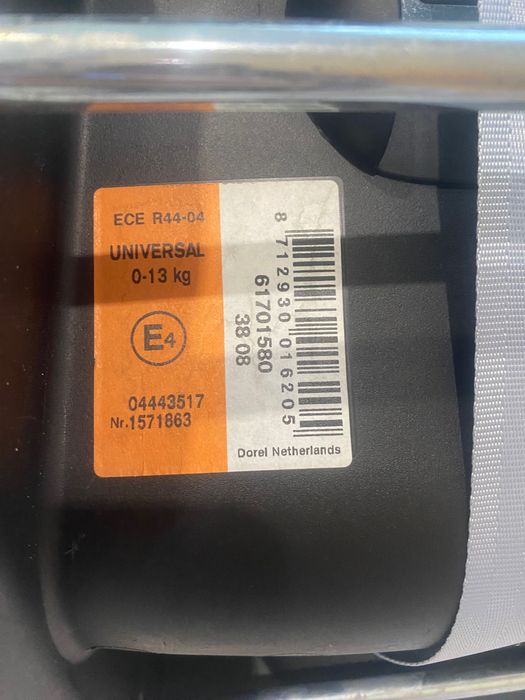 ECE R44-04
UNIVERSAL
0-13 kg
E4
04443517
Nr.1571863
8 712930 016205
61701580
38 08
Dorel Netherlands